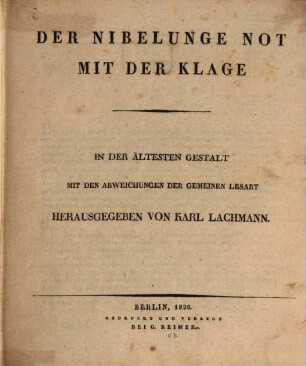 DER NIBELUNGE NOT
MIT DER KLAGE
IN DER ÄLTESTEN GESTALT
MIT DEN ABWEICHUNGEN DER GEMEINEN LESART
HERAUSGEGEBEN VON KARL LACHMANN.
BERLIN, 1826.
GEDRUCKT UND VERLEGT
BEI G. REIMER.